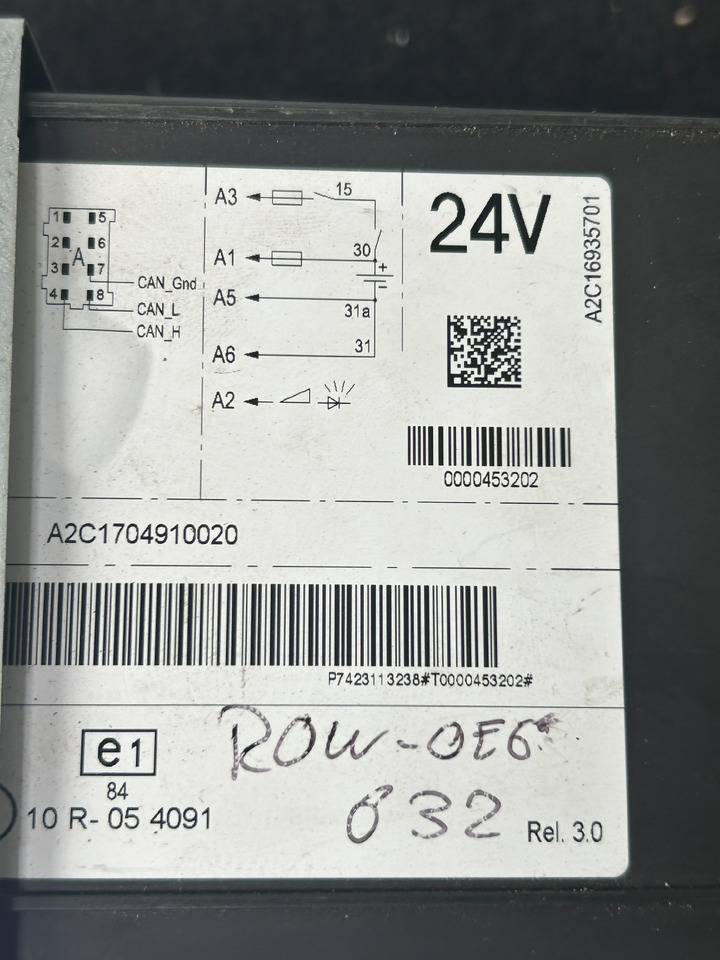 1 5
2 6
A
3 7
4 8
CAN_Gnd
CAN_L
CAN_H
A3 15
A1 30
+
−
A5
31a
A6 31
A2
24V
A2C16935701
0000453202
A2C1704910020
P7423113238#T0000453202#
e1
84
10 R- 05 4091
ROW-OE6
032
Rel. 3.0